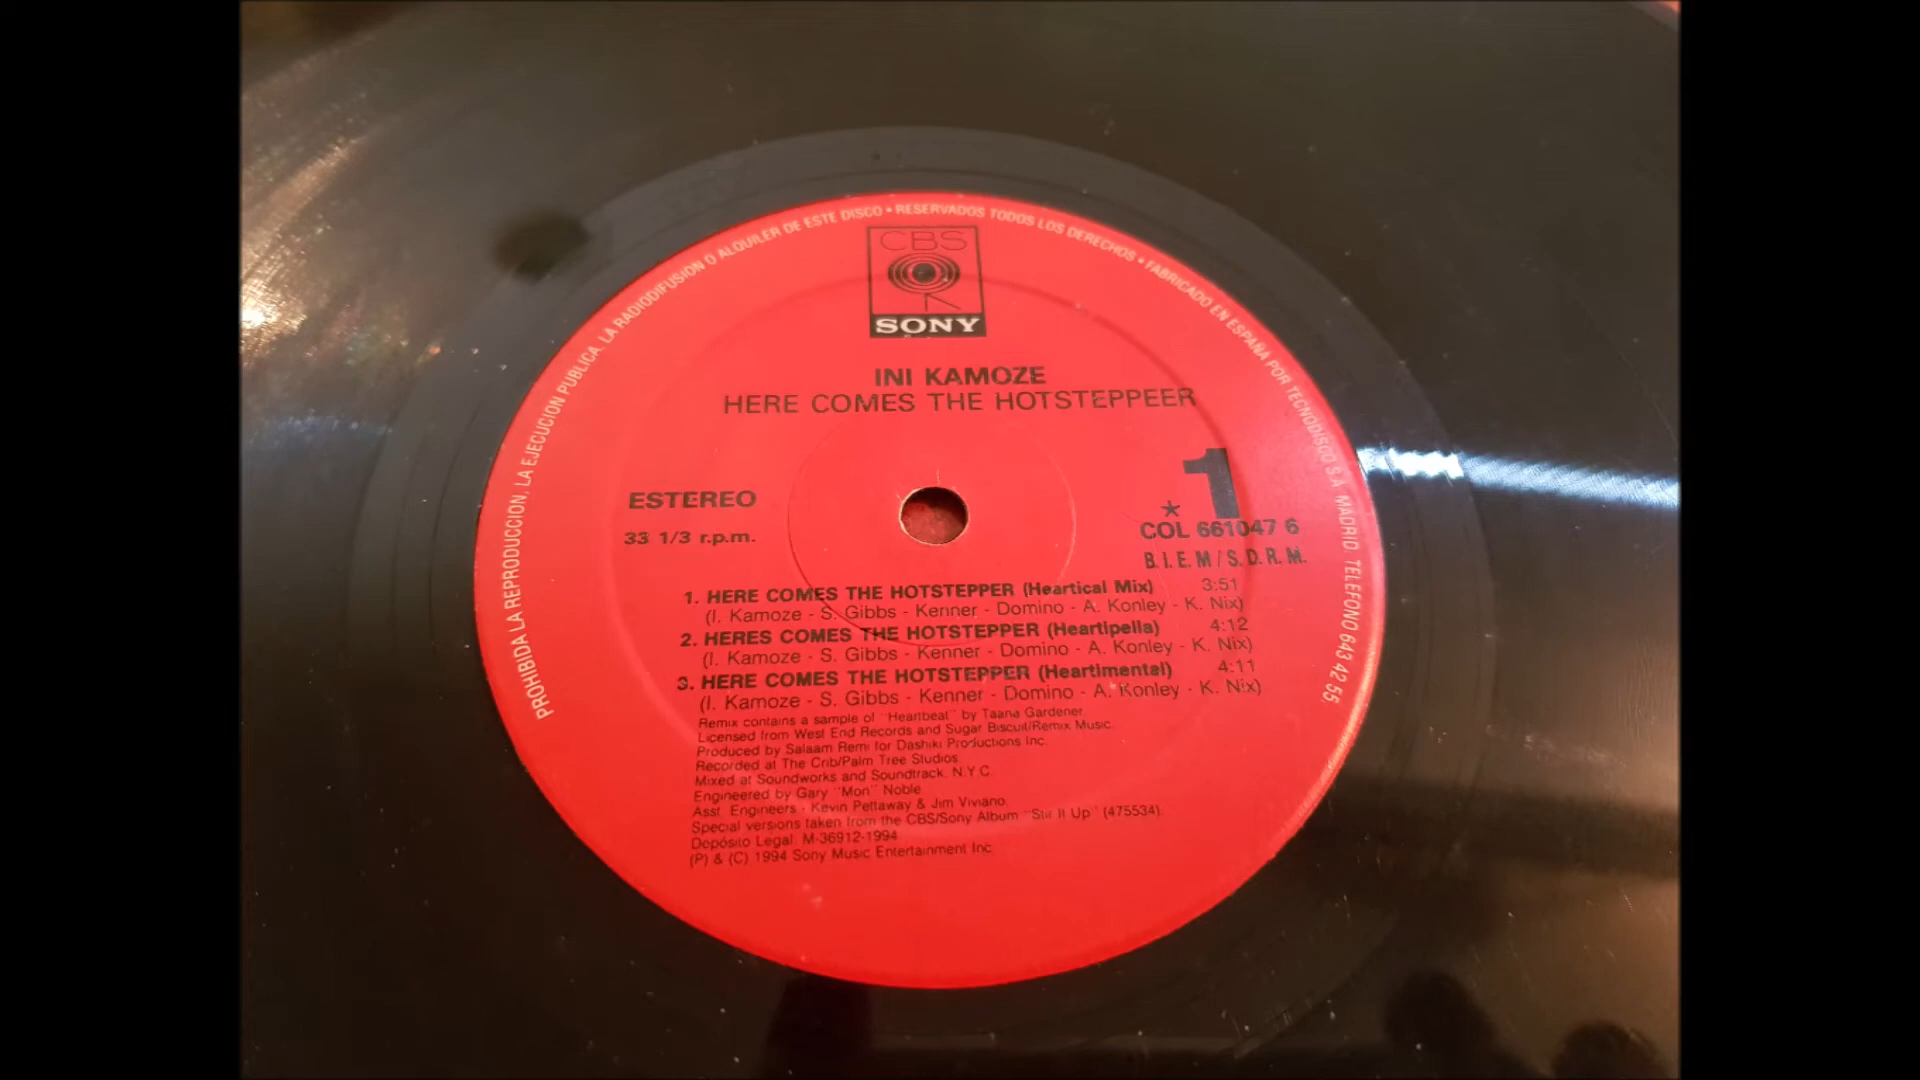 PROHIBIDA LA REPRODUCCION, LA EJECUCION PUBLICA, LA RADIODIFUSION O ALQUILER DE ESTE DISCO • RESERVADOS TODOS LOS DERECHOS • FABRICADO EN ESPAÑA POR TECNODISCO S.A. MADRID. TELEFONO 643 42 55.
CBS
SONY
INI KAMOZE
HERE COMES THE HOTSTEPPEER
1
ESTEREO
33 1/3 r.p.m.
* COL 661047 6
B.I.E.M/S.D.R.M.
1. HERE COMES THE HOTSTEPPER (Heartical Mix) 3:51
(I. Kamoze - S. Gibbs - Kenner - Domino - A. Konley - K. Nix)
2. HERES COMES THE HOTSTEPPER (Heartipella) 4:12
(I. Kamoze - S. Gibbs - Kenner - Domino - A. Konley - K. Nix)
3. HERE COMES THE HOTSTEPPER (Heartimental) 4:11
(I. Kamoze - S. Gibbs - Kenner - Domino - A. Konley - K. Nix)
Remix contains a sample of "Heartbeat" by Taana Gardener.
Licensed from West End Records and Sugar Biscuit/Remix Music.
Produced by Salaam Remi for Dashiki Productions Inc.
Recorded at The Crib/Palm Tree Studios.
Mixed at Soundworks and Soundtrack, N.Y.C.
Engineered by Gary "Mon" Noble
Asst. Engineers - Kevin Pettaway & Jim Viviano.
Special versions taken from the CBS/Sony Album "Stir It Up" (475534).
Depósito Legal: M-36912-1994
(P) & (C) 1994 Sony Music Entertainment Inc.